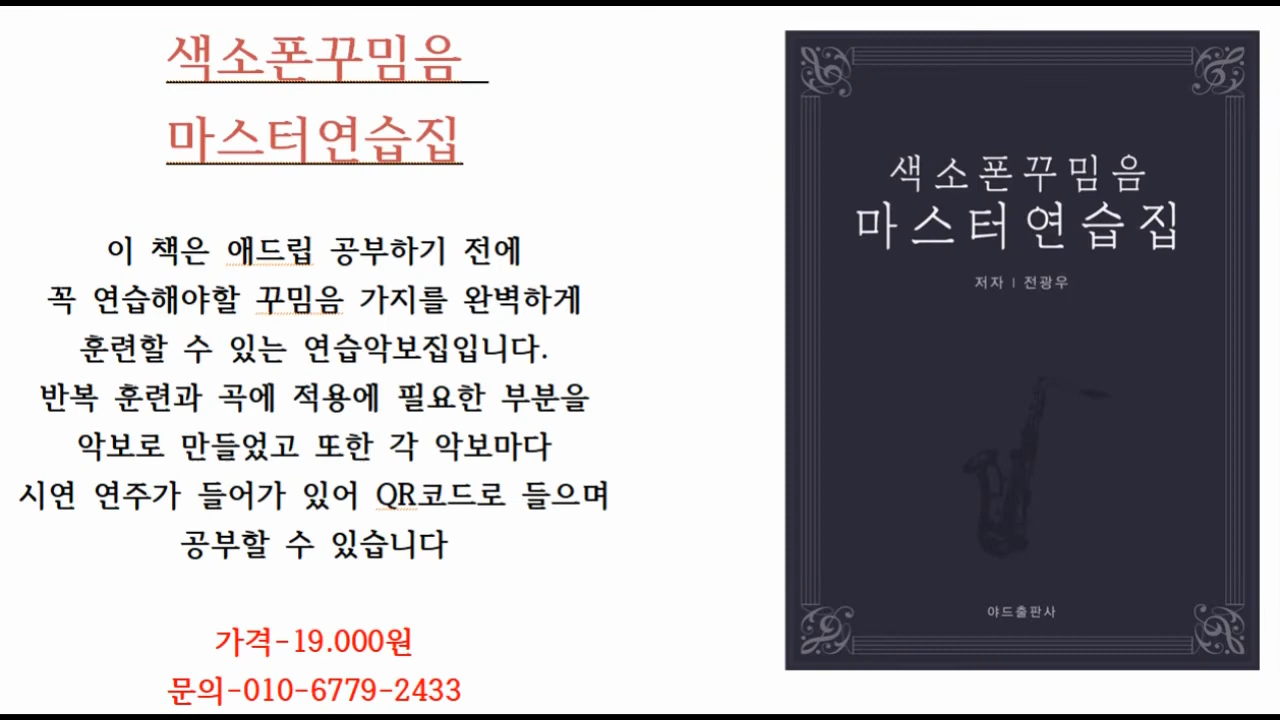 색소폰꾸밈음
마스터연습집
이 책은 애드립 공부하기 전에
꼭 연습해야할 꾸밈음 가지를 완벽하게
훈련할 수 있는 연습악보집입니다.
반복 훈련과 곡에 적용에 필요한 부분을
악보로 만들었고 또한 각 악보마다
시연 연주가 들어가 있어 QR코드로 들으며
공부할 수 있습니다
가격-19.000원
문의-010-6779-2433
색소폰꾸밈음
마스터연습집
저자 | 전광우
야드출판사